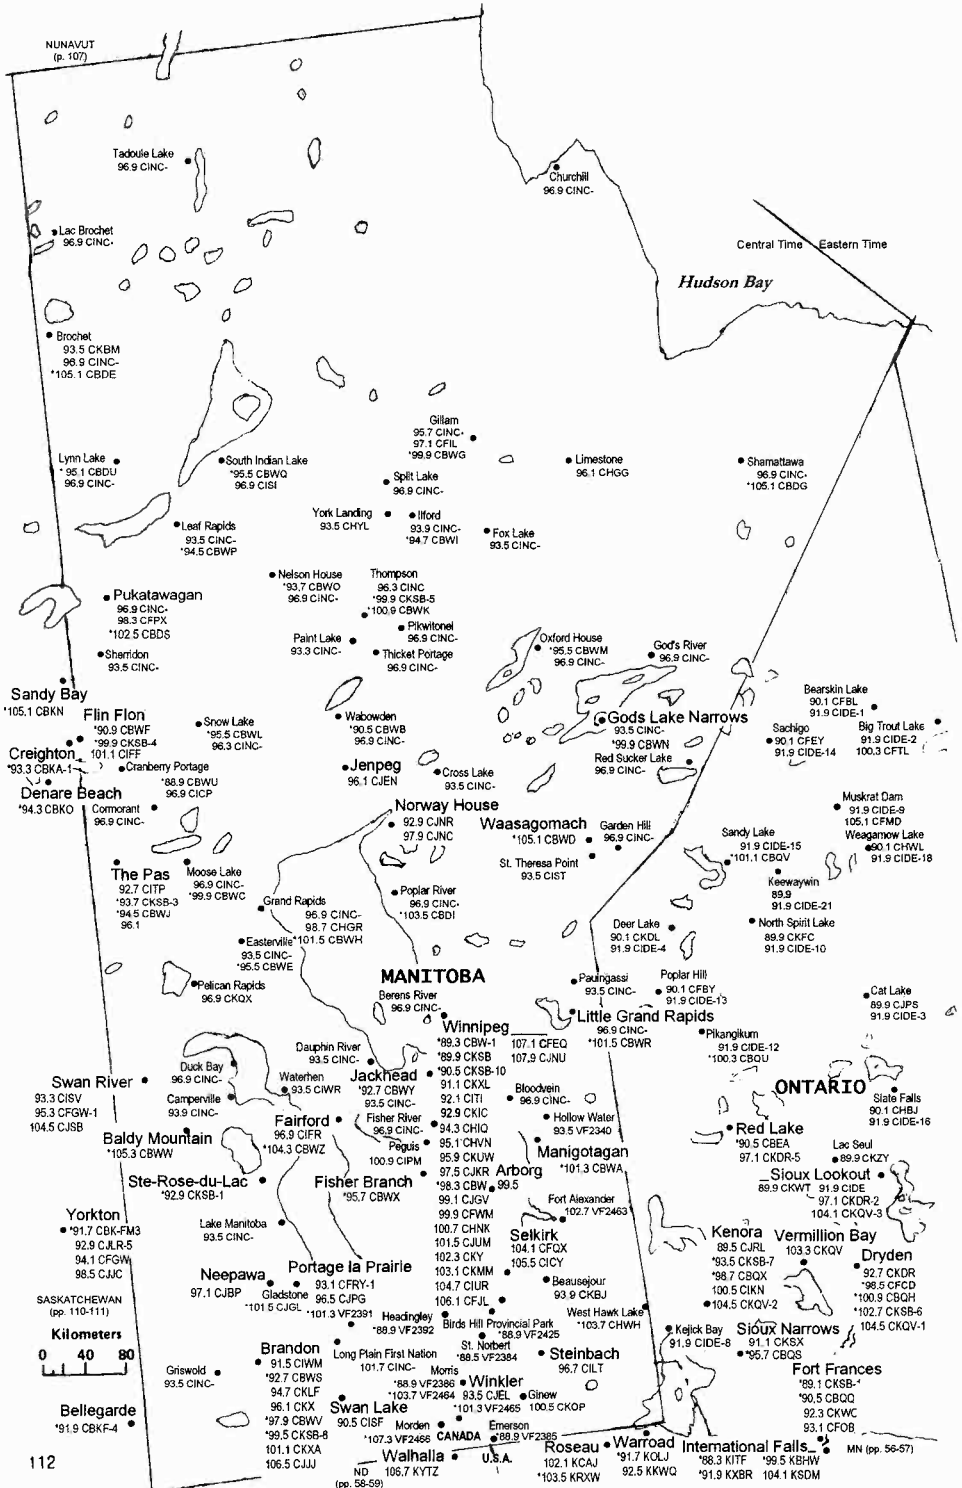 NUNAVUT
(p. 107)
Tadoule Lake
96.9 CINC-
Churchill
96.9 CINC-
Lac Brochet
96.9 CINC-
Central Time
Eastern Time
Hudson Bay
Brochet
93.5 CKBM
96.9 CINC-
*105.1 CBDE
Gillam
95.7 CINC-
97.1 CFIL
*99.9 CBWG
Lynn Lake
*95.1 CBDU
96.9 CINC-
South Indian Lake
*95.5 CBWQ
96.9 CISI
Split Lake
96.9 CINC-
Limestone
96.1 CHGG
Shamattawa
96.9 CINC-
*105.1 CBDG
Leaf Rapids
93.5 CINC-
*94.5 CBWP
York Landing
93.5 CHYL
Ilford
93.9 CINC-
*94.7 CBWI
Fox Lake
93.5 CINC-
Nelson House
*93.7 CBWO
96.9 CINC-
Thompson
96.3 CINC
*99.9 CKSB-5
*100.9 CBWK
Pukatawagan
96.9 CINC-
98.3 CFPX
*102.5 CBDS
Pikwitonei
96.9 CINC-
Paint Lake
93.3 CINC-
Thicket Portage
96.9 CINC-
Oxford House
*95.5 CBWM
96.9 CINC-
God's River
96.9 CINC-
Sherridon
93.5 CINC-
Sandy Bay
*105.1 CBKN
Flin Flon
*90.9 CBWF
*99.9 CKSB-4
101.1 CIFF
Snow Lake
*95.5 CBWL
96.3 CINC-
Wabowden
*90.5 CBWB
96.9 CINC-
Gods Lake Narrows
93.5 CINC-
*99.9 CBWN
Bearskin Lake
90.1 CFBL
91.9 CIDE-1
Sachigo
90.1 CFEY
91.9 CIDE-14
Big Trout Lake
91.9 CIDE-2
100.3 CFTL
Creighton
*93.3 CBKA-1
Cranberry Portage
*88.9 CBWU
96.9 CICP
Jenpeg
96.1 CJEN
Cross Lake
93.5 CINC-
Red Sucker Lake
96.9 CINC-
Denare Beach
*94.3 CBKO
Cormorant
96.9 CINC-
Norway House
92.9 CJNR
97.9 CJNC
Waasagomach
*105.1 CBWD
Garden Hill
96.9 CINC-
St. Theresa Point
93.5 CIST
Muskrat Dam
91.9 CIDE-9
105.1 CFMD
Sandy Lake
91.9 CIDE-15
*101.1 CBQV
Weagamow Lake
90.1 CHWL
91.9 CIDE-18
The Pas
92.7 CITP
*93.7 CKSB-3
*94.5 CBWJ
96.1
Moose Lake
96.9 CINC-
*99.9 CBWC
Keewaywin
89.9
91.9 CIDE-21
Poplar River
96.9 CINC-
*103.5 CBDI
Grand Rapids
96.9 CINC-
98.7 CHGR
*101.5 CBWH
Deer Lake
90.1 CKDL
91.9 CIDE-4
North Spirit Lake
89.9 CKFC
91.9 CIDE-10
Easterville
93.5 CINC-
*95.5 CBWE
MANITOBA
Pelican Rapids
96.9 CKQX
Pauingassi
93.5 CINC-
Poplar Hill
90.1 CFBY
91.9 CIDE-13
Cat Lake
89.9 CJPS
91.9 CIDE-3
Berens River
96.9 CINC-
Little Grand Rapids
96.9 CINC-
*101.5 CBWR
Winnipeg
*89.3 CBW-1
*89.9 CKSB
*90.5 CKSB-10
91.1 CKXL
92.1 CITI
92.9 CKIC
94.3 CHIQ
95.1 CHVN
95.9 CKUW
97.5 CJKR
*98.3 CBW
99.1 CJGV
99.9 CFWM
100.7 CHNK
101.5 CJUM
102.3 CKY
103.1 CKMM
104.7 CIUR
106.1 CFJL
107.1 CFEQ
107.9 CJNU
Pikangikum
91.9 CIDE-12
*100.3 CBQU
Dauphin River
93.5 CINC-
Duck Bay
96.9 CINC-
Swan River
93.3 CISV
95.3 CFGW-1
104.5 CJSB
Waterhen
93.5 CIWR
Jackhead
*92.7 CBWY
93.5 CINC-
Bloodvein
96.9 CINC-
ONTARIO
Slate Falls
90.1 CHBJ
91.9 CIDE-16
Camperville
93.9 CINC-
Hollow Water
93.5 VF2340
Fairford
96.9 CIFR
*104.3 CBWZ
Fisher River
96.9 CINC-
Red Lake
*90.5 CBEA
97.1 CKDR-5
Baldy Mountain
*105.3 CBWW
Peguis
100.9 CIPM
Manigotagan
*101.3 CBWA
Lac Seul
89.9 CKZY
Ste-Rose-du-Lac
*92.9 CKSB-1
Fisher Branch
*95.7 CBWX
Arborg
99.5
Sioux Lookout
89.9 CKWT
91.9 CIDE
97.1 CKDR-2
104.1 CKQV-3
Fort Alexander
102.7 VF2463
Yorkton
*91.7 CBK-FM3
92.9 CJLR-5
94.1 CFGW
98.5 CJJC
Lake Manitoba
93.5 CINC-
Selkirk
104.1 CFQX
105.5 CICY
Kenora
89.5 CJRL
*93.5 CKSB-7
*98.7 CBQX
100.5 CIKN
104.5 CKQV-2
Vermillion Bay
103.3 CKQV
Dryden
92.7 CKDR
*98.5 CFCD
*100.9 CBQH
*102.7 CKSB-6
104.5 CKQV-1
Neepawa
97.1 CJBP
Portage la Prairie
93.1 CFRY-1
96.5 CJPG
*101.3 VF2391
Gladstone
*101.5 CJGL
Beausejour
93.9 CKBJ
SASKATCHEWAN
(pp. 110-111)
Headingley
*88.9 VF2392
Birds Hill Provincial Park
*88.9 VF2425
West Hawk Lake
*103.7 CHWH
Kilometers
0 40 80
Kejick Bay
91.9 CIDE-8
Sioux Narrows
91.1 CKSX
*95.7 CBQS
St. Norbert
*88.5 VF2384
Brandon
91.5 CIWM
*92.7 CBWS
94.7 CKLF
96.1 CKX
*97.9 CBWV
*99.5 CKSB-6
101.1 CKXA
106.5 CJJJ
Long Plain First Nation
101.7 CINC-
Steinbach
96.7 CILT
Griswold
93.5 CINC-
Morris
*88.9 VF2386
*103.7 VF2464
Winkler
93.5 CJEL
*101.3 VF2465
Ginew
100.5 CKOP
Fort Frances
*89.1 CKSB-
*90.5 CBQQ
92.3 CKWC
93.1 CFOB
Bellegarde
*91.9 CBKF-4
Swan Lake
90.5 CISF
Morden
*107.3 VF2466
CANADA
U.S.A.
Emerson
*88.9 VF2385
Walhalla
106.7 KYTZ
ND
(pp. 58-59)
Roseau
102.1 KCAJ
*103.5 KRXW
Warroad
*91.7 KOLJ
92.5 KKWQ
International Falls
*88.3 KITF
*91.9 KXBR
*99.5 KBHW
104.1 KSDM
MN (pp. 56-57)
112